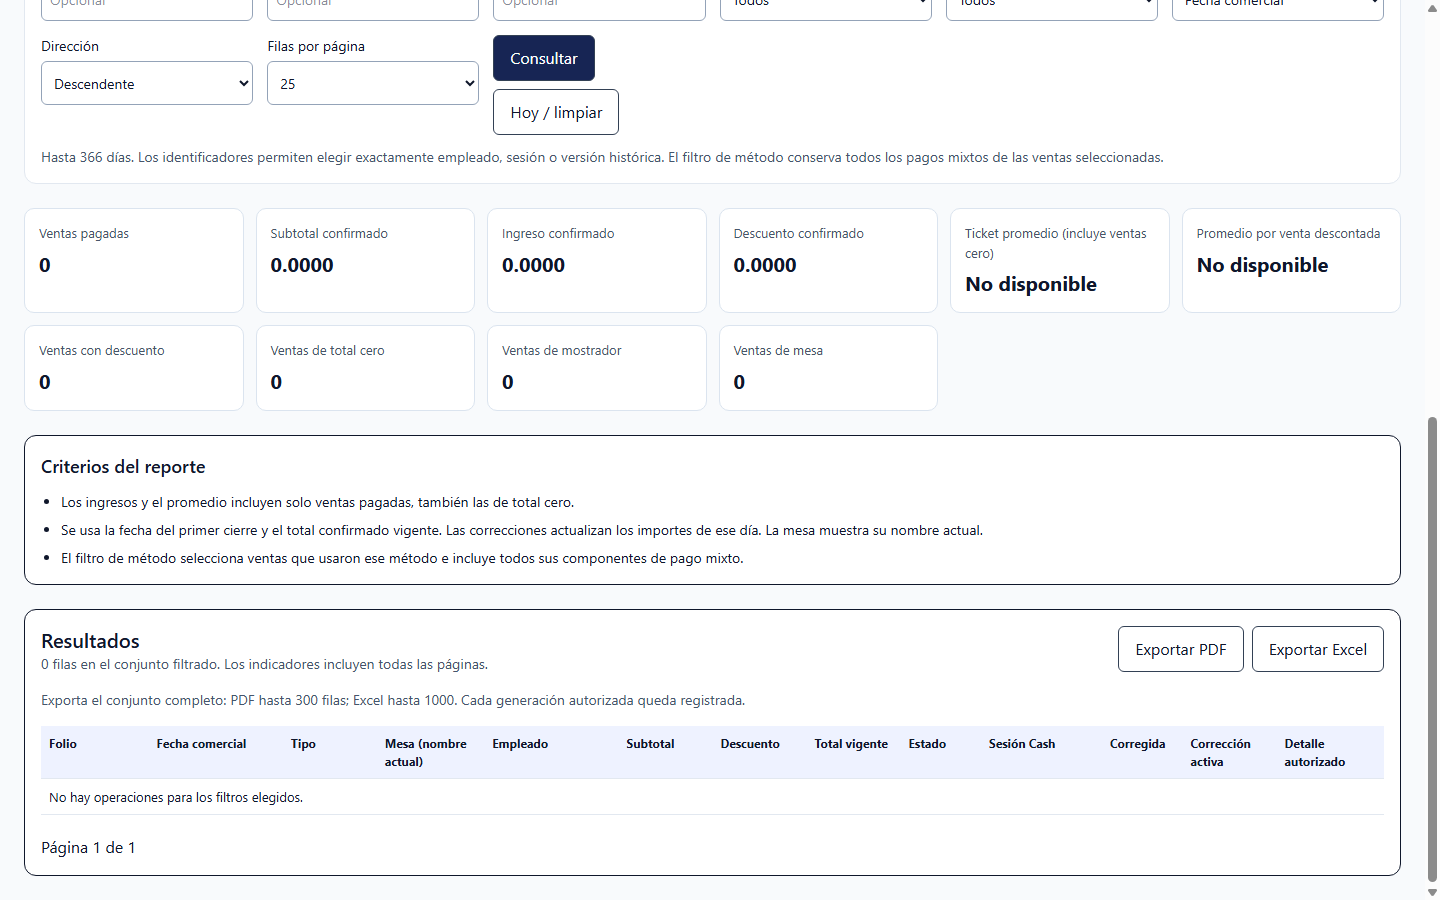 Opcional
Opcional
Opcional
Todos
Todos
Fecha comercial
Dirección
Filas por página
Descendente
25
Consultar
Hoy / limpiar
Hasta 366 días. Los identificadores permiten elegir exactamente empleado, sesión o versión histórica. El filtro de método conserva todos los pagos mixtos de las ventas seleccionadas.
Ventas pagadas
0
Subtotal confirmado
0.0000
Ingreso confirmado
0.0000
Descuento confirmado
0.0000
Ticket promedio (incluye ventas
cero)
No disponible
Promedio por venta descontada
No disponible
Ventas con descuento
0
Ventas de total cero
0
Ventas de mostrador
0
Ventas de mesa
0
Criterios del reporte
Los ingresos y el promedio incluyen solo ventas pagadas, también las de total cero.
Se usa la fecha del primer cierre y el total confirmado vigente. Las correcciones actualizan los importes de ese día. La mesa muestra su nombre actual.
El filtro de método selecciona ventas que usaron ese método e incluye todos sus componentes de pago mixto.
Resultados
0 filas en el conjunto filtrado. Los indicadores incluyen todas las páginas.
Exportar PDF
Exportar Excel
Exporta el conjunto completo: PDF hasta 300 filas; Excel hasta 1000. Cada generación autorizada queda registrada.
Folio
Fecha comercial
Tipo
Mesa (nombre
actual)
Empleado
Subtotal
Descuento
Total vigente
Estado
Sesión Cash
Corregida
Corrección
activa
Detalle
autorizado
No hay operaciones para los filtros elegidos.
Página 1 de 1